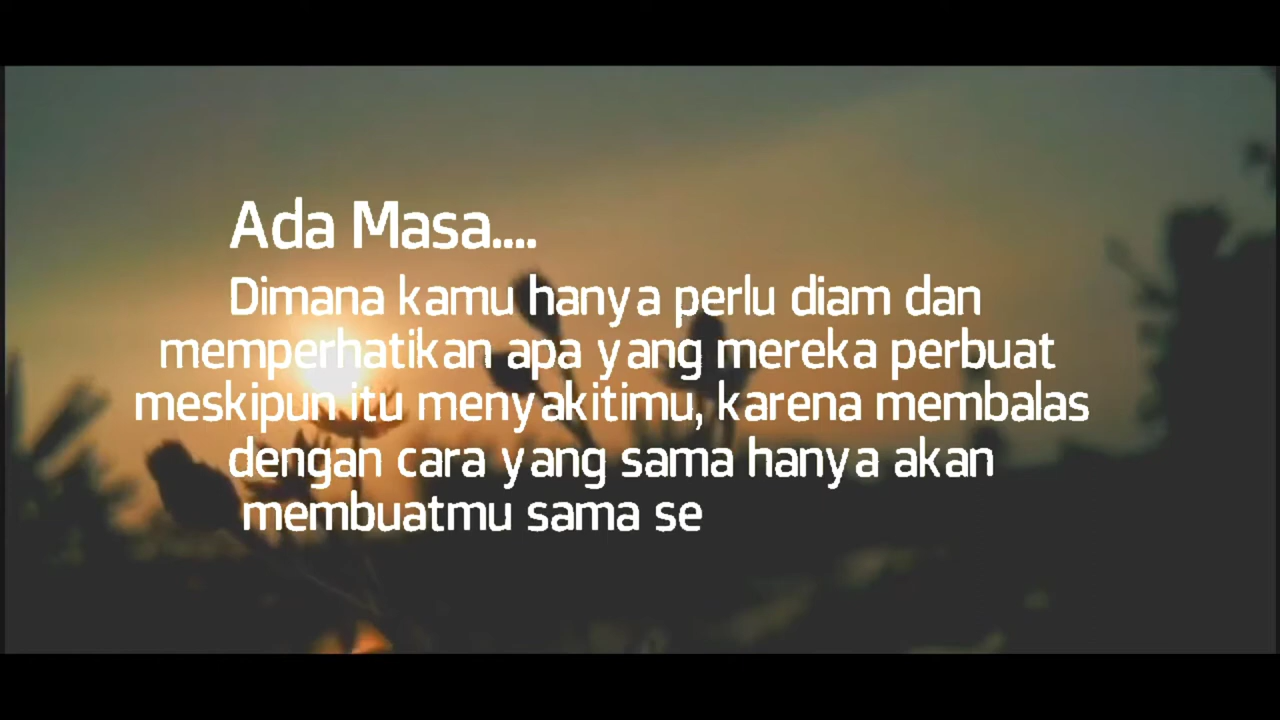 Ada Masa....
Dimana kamu hanya perlu diam dan
memperhatikan apa yang mereka perbuat
meskipun itu menyakitimu, karena membalas
dengan cara yang sama hanya akan
membuatmu sama se